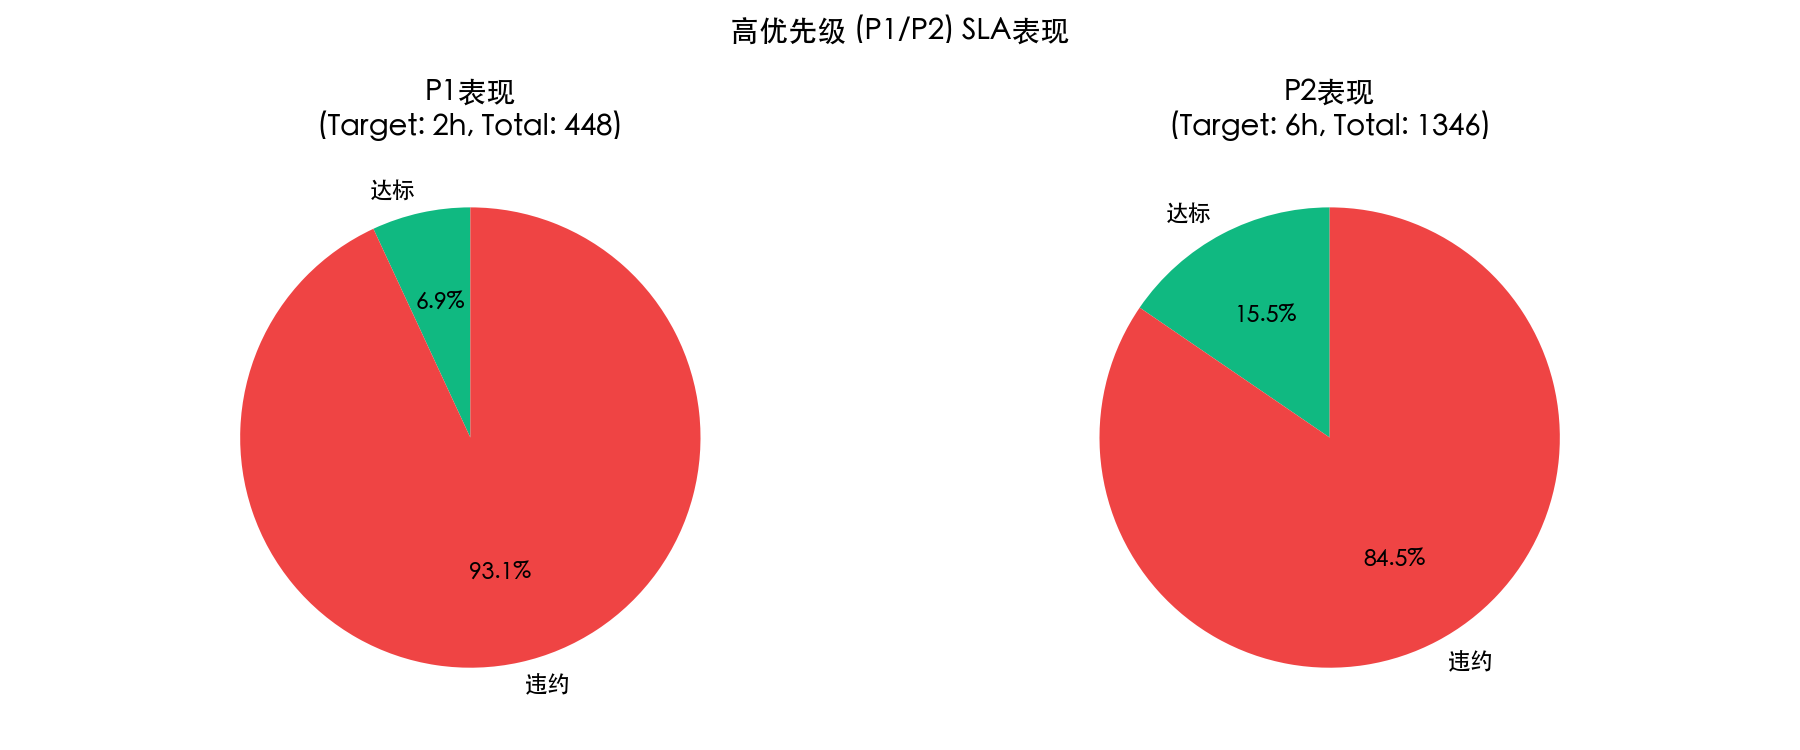 高优先级 (P1/P2) SLA表现
P1表现
(Target: 2h, Total: 448)
达标
6.9%
93.1%
违约
P2表现
(Target: 6h, Total: 1346)
达标
15.5%
84.5%
违约